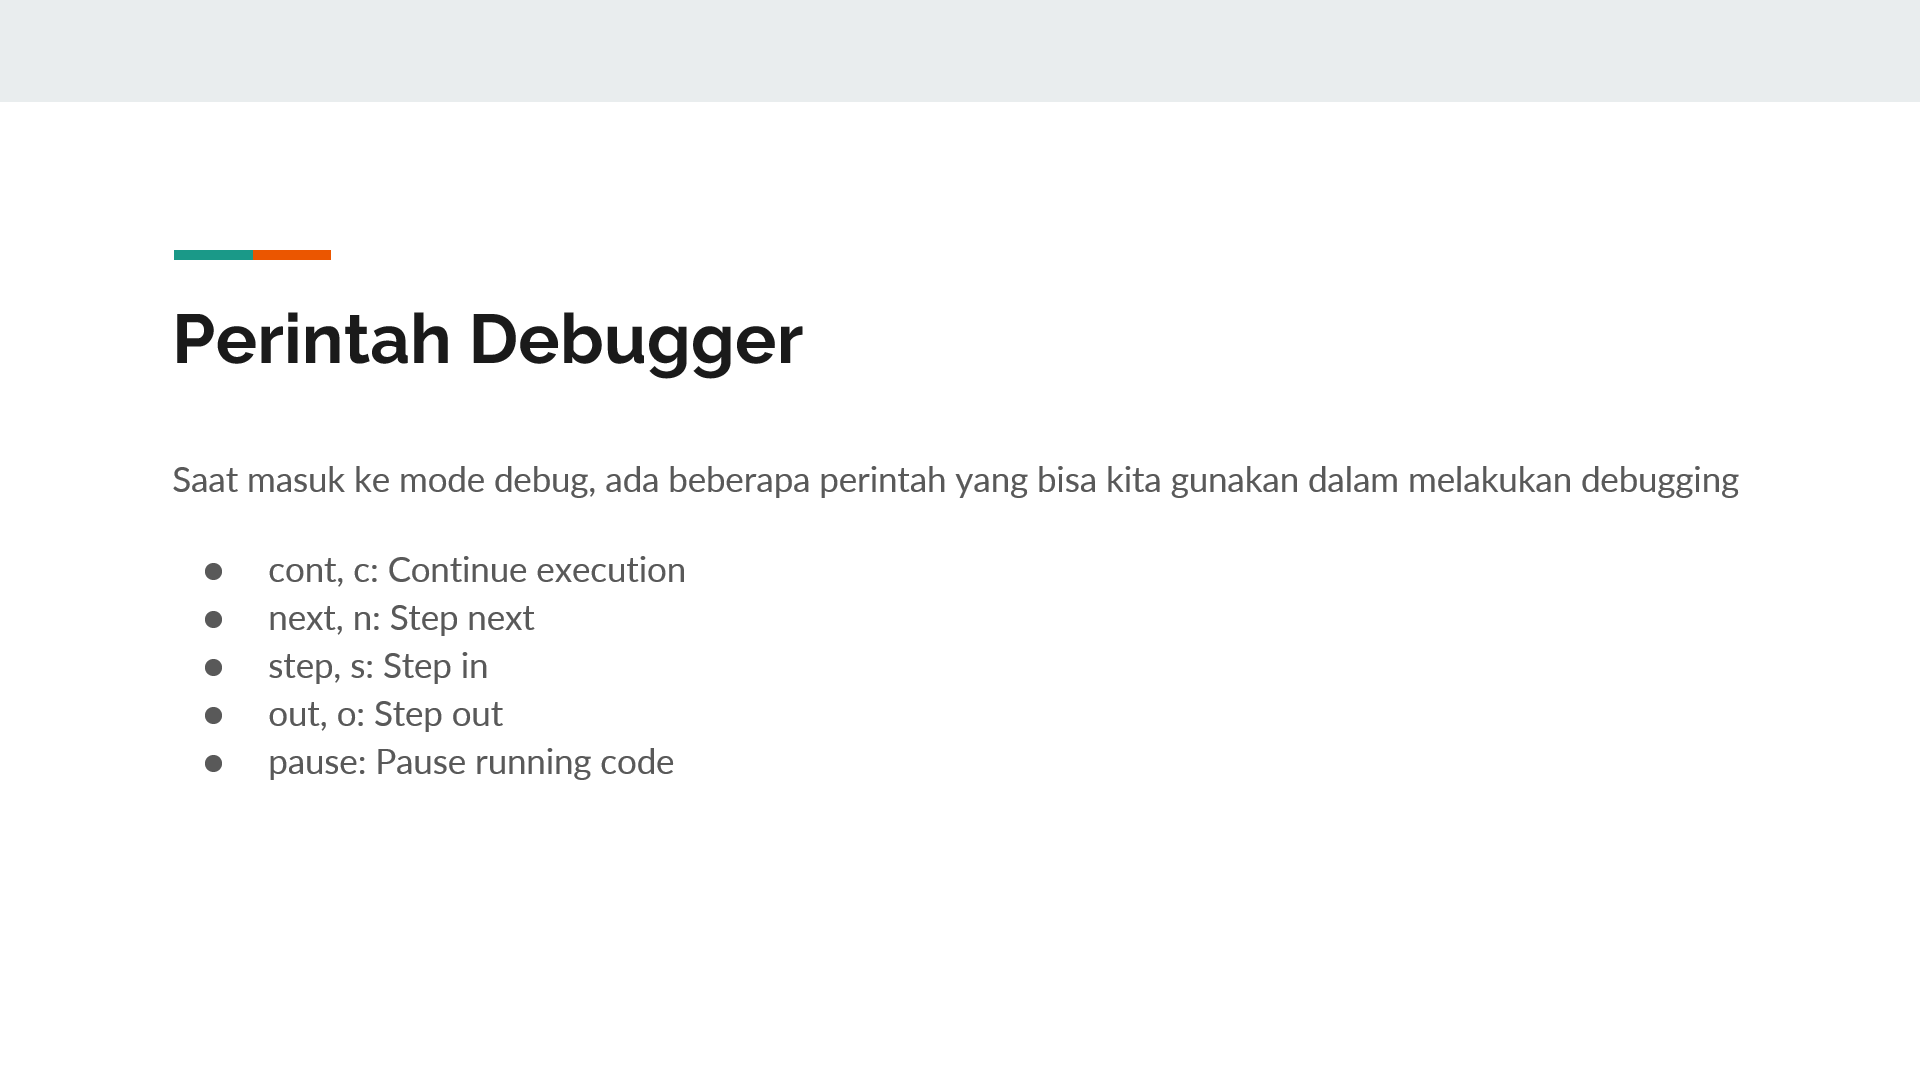 Perintah Debugger
Saat masuk ke mode debug, ada beberapa perintah yang bisa kita gunakan dalam melakukan debugging
● cont, c: Continue execution
● next, n: Step next
● step, s: Step in
● out, o: Step out
● pause: Pause running code